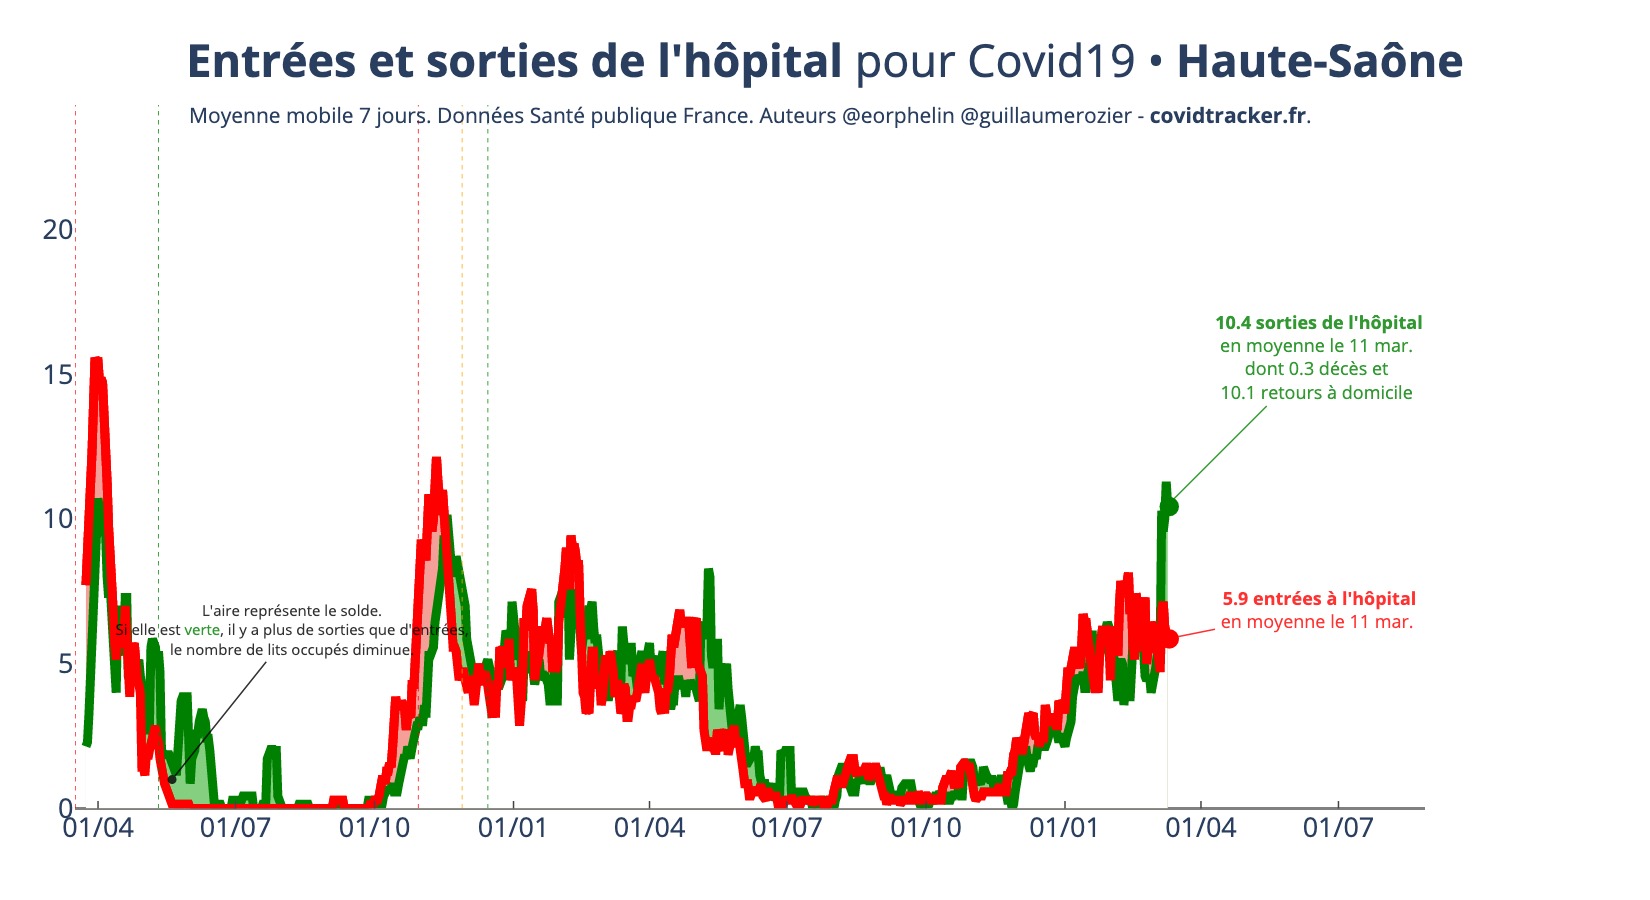 Entrées et sorties de l'hôpital pour Covid19 • Haute-Saône
Moyenne mobile 7 jours. Données Santé publique France. Auteurs @eorphelin @guillaumerozier - covidtracker.fr.
20
15
10
5
0
10.4 sorties de l'hôpital
en moyenne le 11 mar.
dont 0.3 décès et
10.1 retours à domicile
5.9 entrées à l'hôpital
en moyenne le 11 mar.
L'aire représente le solde.
Si elle est verte, il y a plus de sorties que d'entrées,
le nombre de lits occupés diminue.
01/04 01/07 01/10 01/01 01/04 01/07 01/10 01/01 01/04 01/07